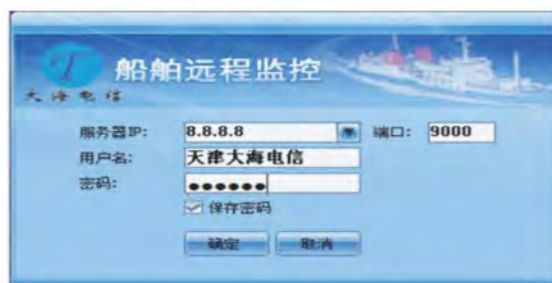 船舶远程监控
大海电信
服务器IP: 8.8.8.8 端口: 9000
用户名: 天津大海电信
密码: ●●●●●●
保存密码
确定 取消